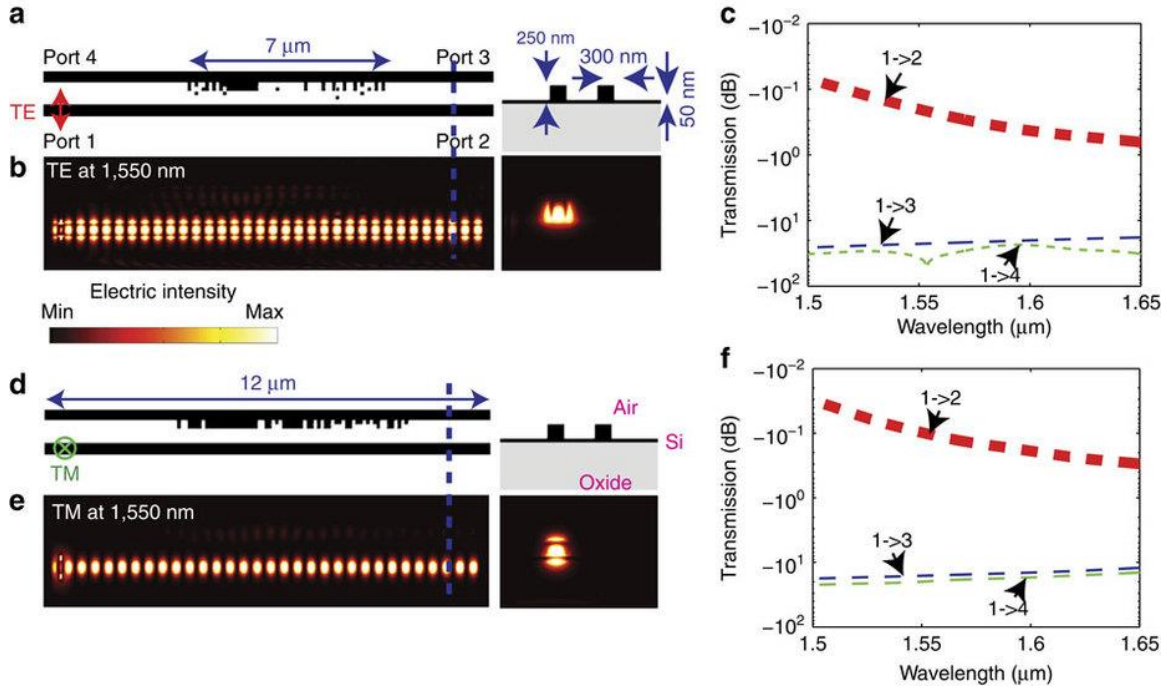 a
Port 4
7 µm
Port 3
TE
Port 1
Port 2
250 nm
300 nm
50 nm
b
TE at 1,550 nm
Electric intensity
Min
Max
c
Transmission (dB)
-10⁻²
-10⁻¹
-10⁰
-10¹
-10²
1->2
1->3
1->4
1.5
1.55
1.6
1.65
Wavelength (µm)
d
12 µm
TM
Air
Si
Oxide
e
TM at 1,550 nm
f
Transmission (dB)
-10⁻²
-10⁻¹
-10⁰
-10¹
-10²
1->2
1->3
1->4
1.5
1.55
1.6
1.65
Wavelength (µm)